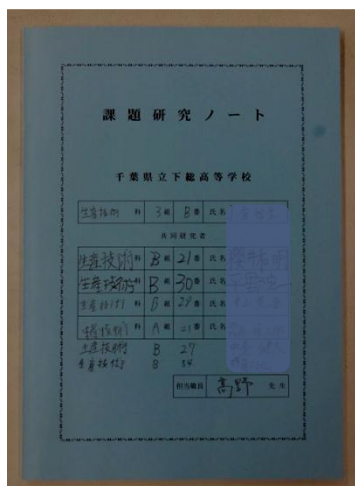 課題研究ノート
千葉県立下総高等学校
生産技術 科 3 組 B 番 氏名
共同研究者
生産技術 科 B 組 21 番 氏名
生産技術 科 B 組 30 番 氏名
生産技術 科 B 組 29 番 氏名
生産技術 科 A 組 21 番 氏名
生産技術 B 27
生産技術 B 34
担当職員 高野 先生